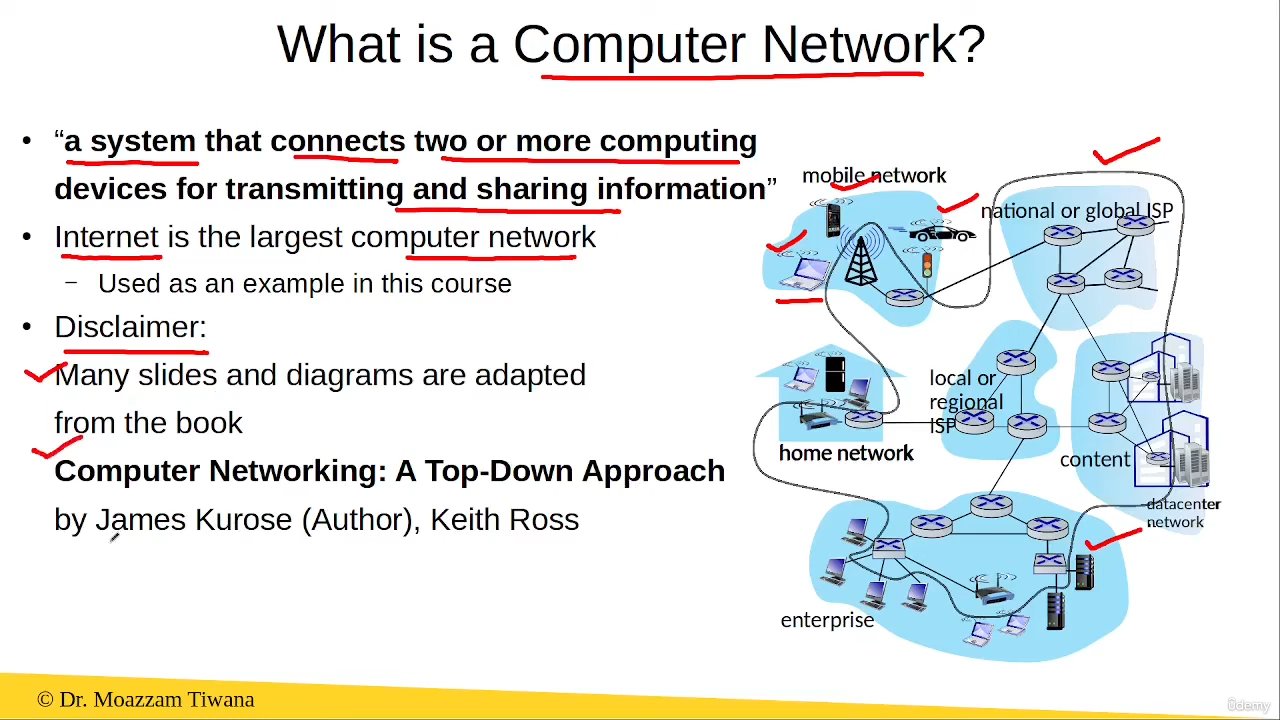 What is a Computer Network?
• “a system that connects two or more computing
devices for transmitting and sharing information”
• Internet is the largest computer network
– Used as an example in this course
• Disclaimer:
Many slides and diagrams are adapted
from the book
Computer Networking: A Top-Down Approach
by James Kurose (Author), Keith Ross
mobile network
national or global ISP
local or
regional
ISP
home network
content
datacenter
network
enterprise
© Dr. Moazzam Tiwana
ûdemy